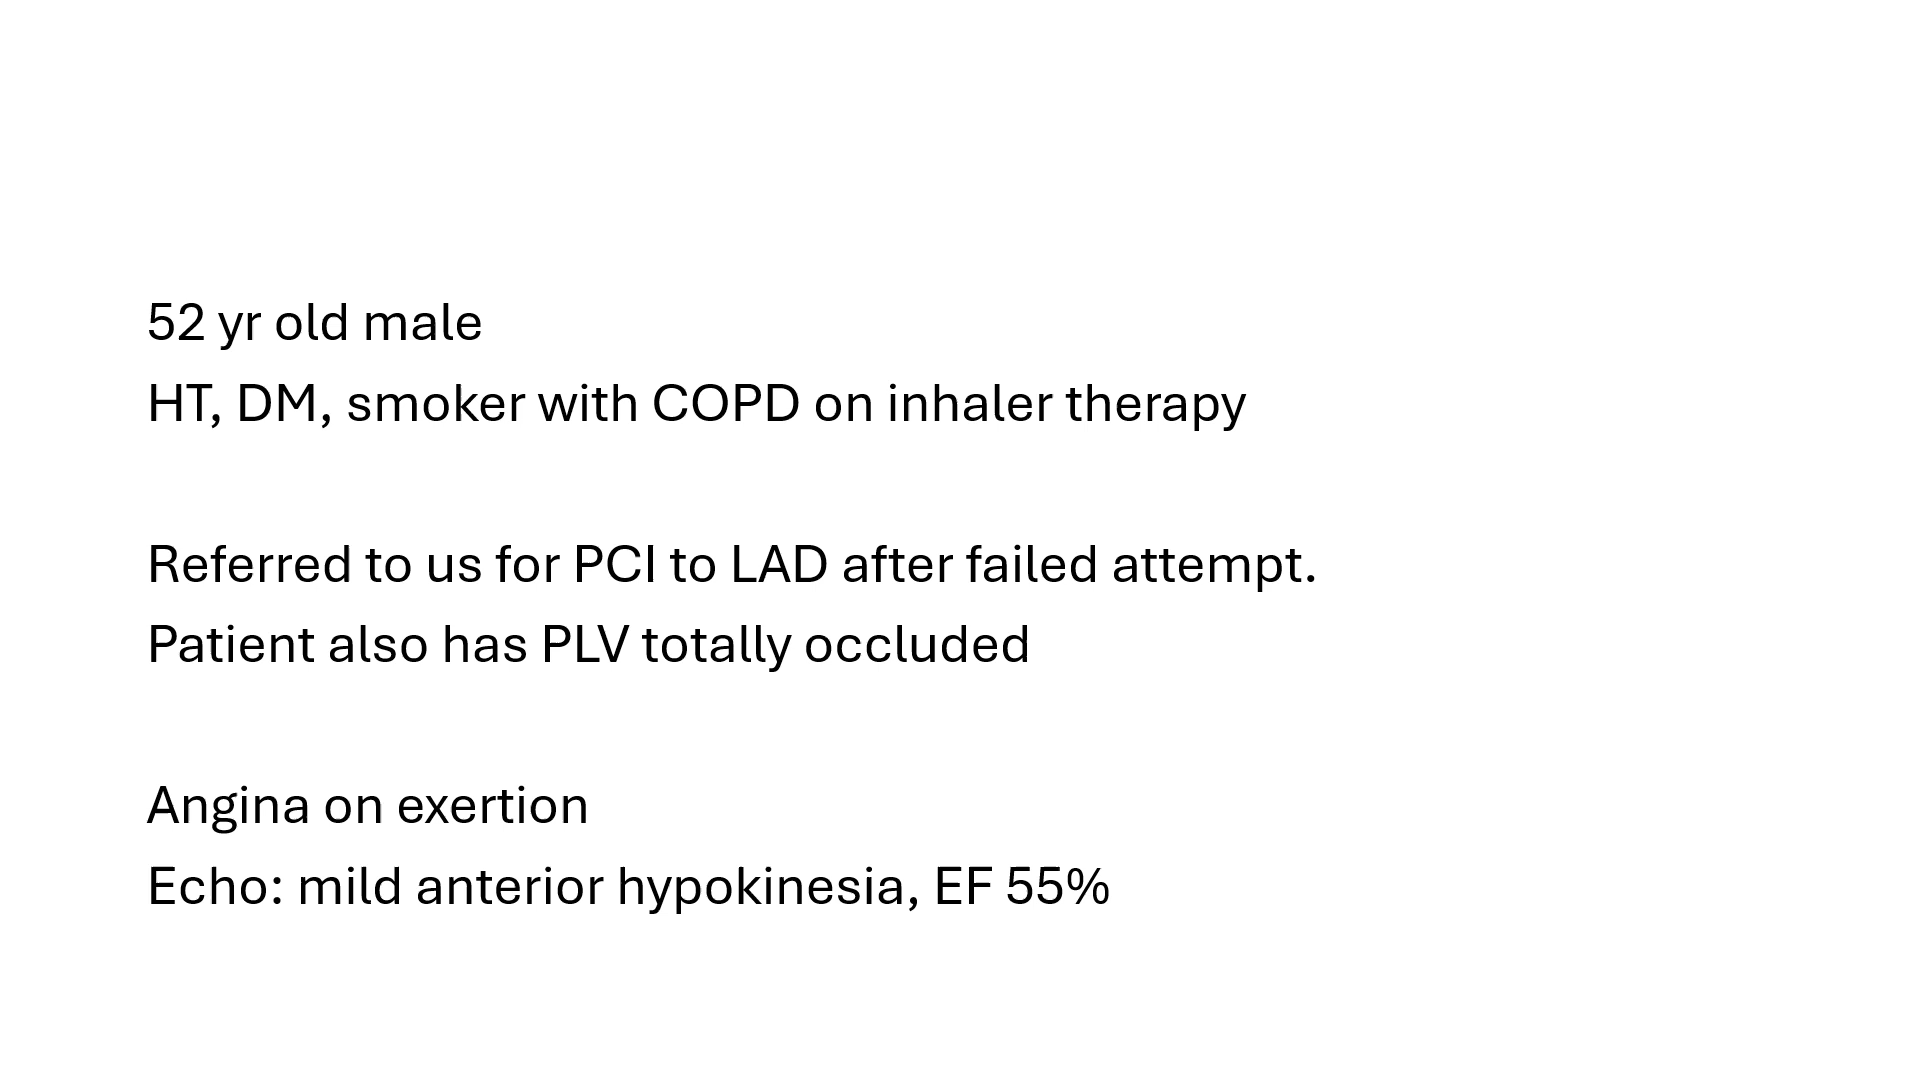 52 yr old male
HT, DM, smoker with COPD on inhaler therapy
Referred to us for PCI to LAD after failed attempt.
Patient also has PLV totally occluded
Angina on exertion
Echo: mild anterior hypokinesia, EF 55%